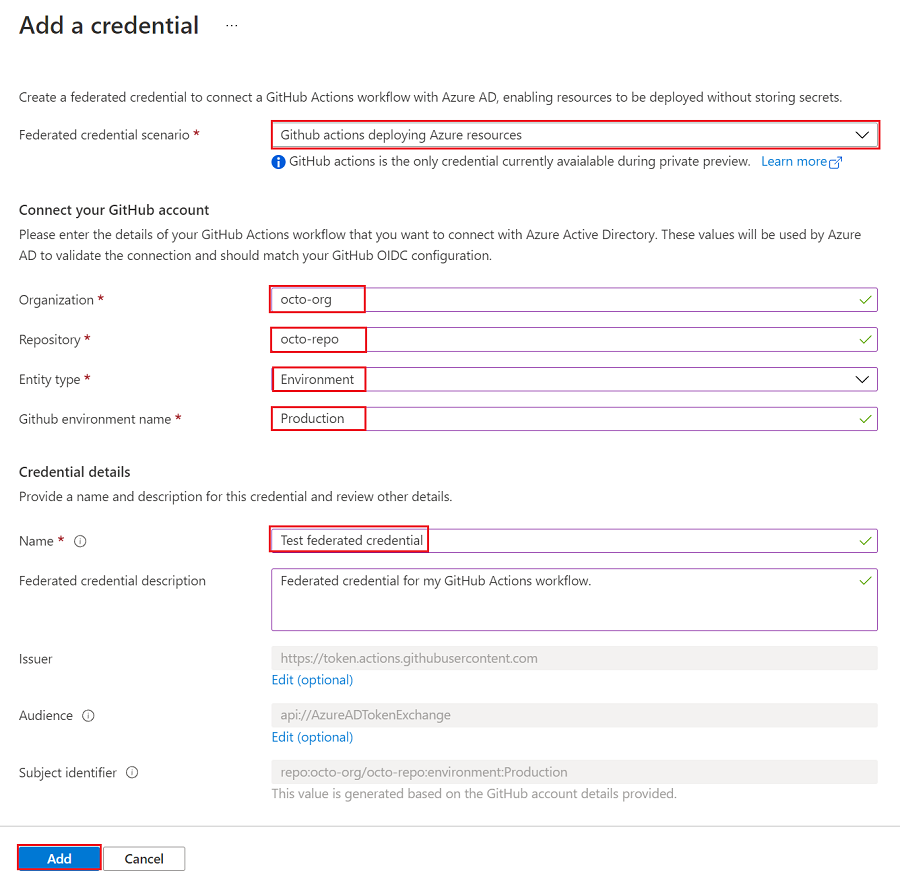 Add a credential ...
Create a federated credential to connect a GitHub Actions workflow with Azure AD, enabling resources to be deployed without storing secrets.
Federated credential scenario * Github actions deploying Azure resources
GitHub actions is the only credential currently avaialable during private preview. Learn more
Connect your GitHub account
Please enter the details of your GitHub Actions workflow that you want to connect with Azure Active Directory. These values will be used by Azure
AD to validate the connection and should match your GitHub OIDC configuration.
Organization * octo-org
Repository * octo-repo
Entity type * Environment
Github environment name * Production
Credential details
Provide a name and description for this credential and review other details.
Name * Test federated credential
Federated credential description Federated credential for my GitHub Actions workflow.
Issuer https://token.actions.githubusercontent.com
Edit (optional)
Audience api://AzureADTokenExchange
Edit (optional)
Subject identifier repo:octo-org/octo-repo:environment:Production
This value is generated based on the GitHub account details provided.
Add Cancel